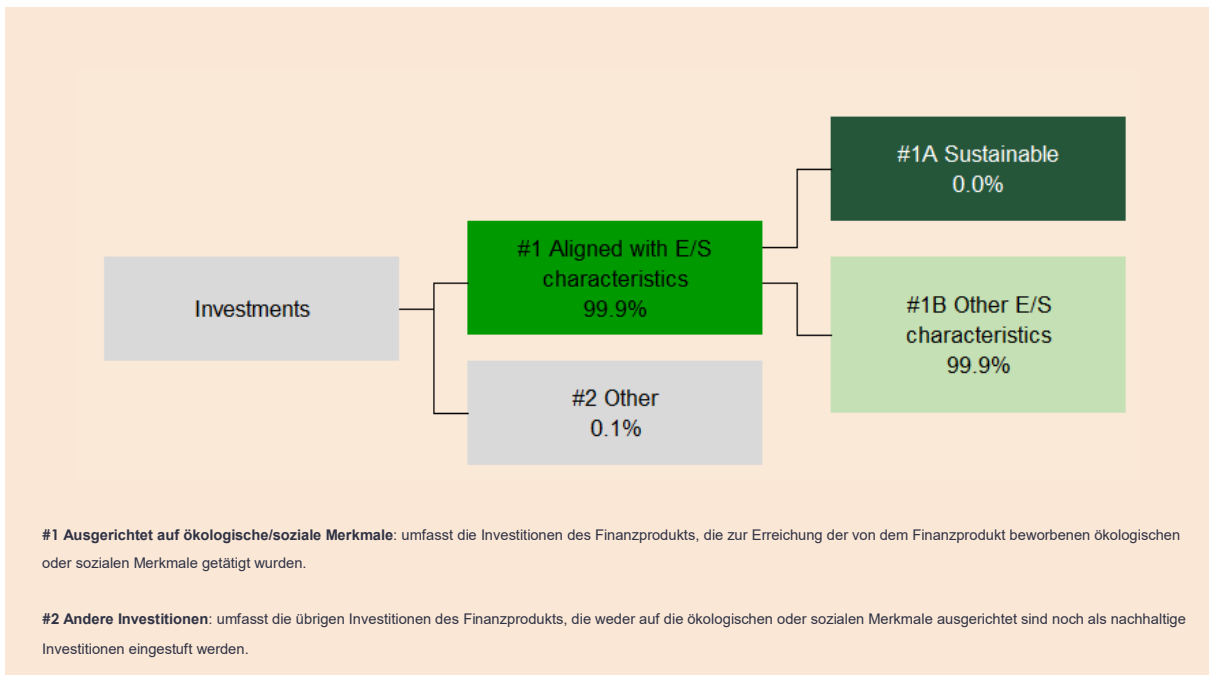 #1A Sustainable
0.0%
#1 Aligned with E/S
characteristics
99.9%
Investments
#1B Other E/S
characteristics
99.9%
#2 Other
0.1%
#1 Ausgerichtet auf ökologische/soziale Merkmale: umfasst die Investitionen des Finanzprodukts, die zur Erreichung der von dem Finanzprodukt beworbenen ökologischen
oder sozialen Merkmale getätigt wurden.
#2 Andere Investitionen: umfasst die übrigen Investitionen des Finanzprodukts, die weder auf die ökologischen oder sozialen Merkmale ausgerichtet sind noch als nachhaltige
Investitionen eingestuft werden.